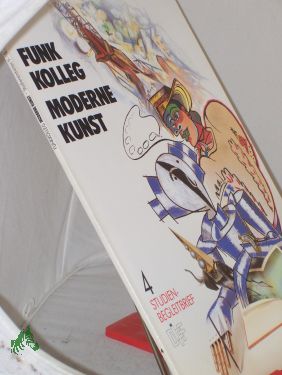 FUNK
KOLLEG
MODERNE
KUNST
4
STUDIEN-
BEGLEITBRIEF